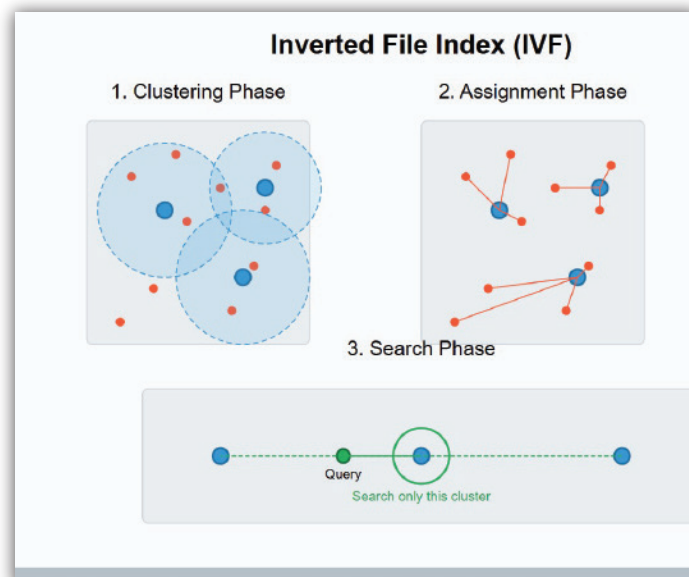 Inverted File Index (IVF)
1. Clustering Phase
2. Assignment Phase
3. Search Phase
Query
Search only this cluster